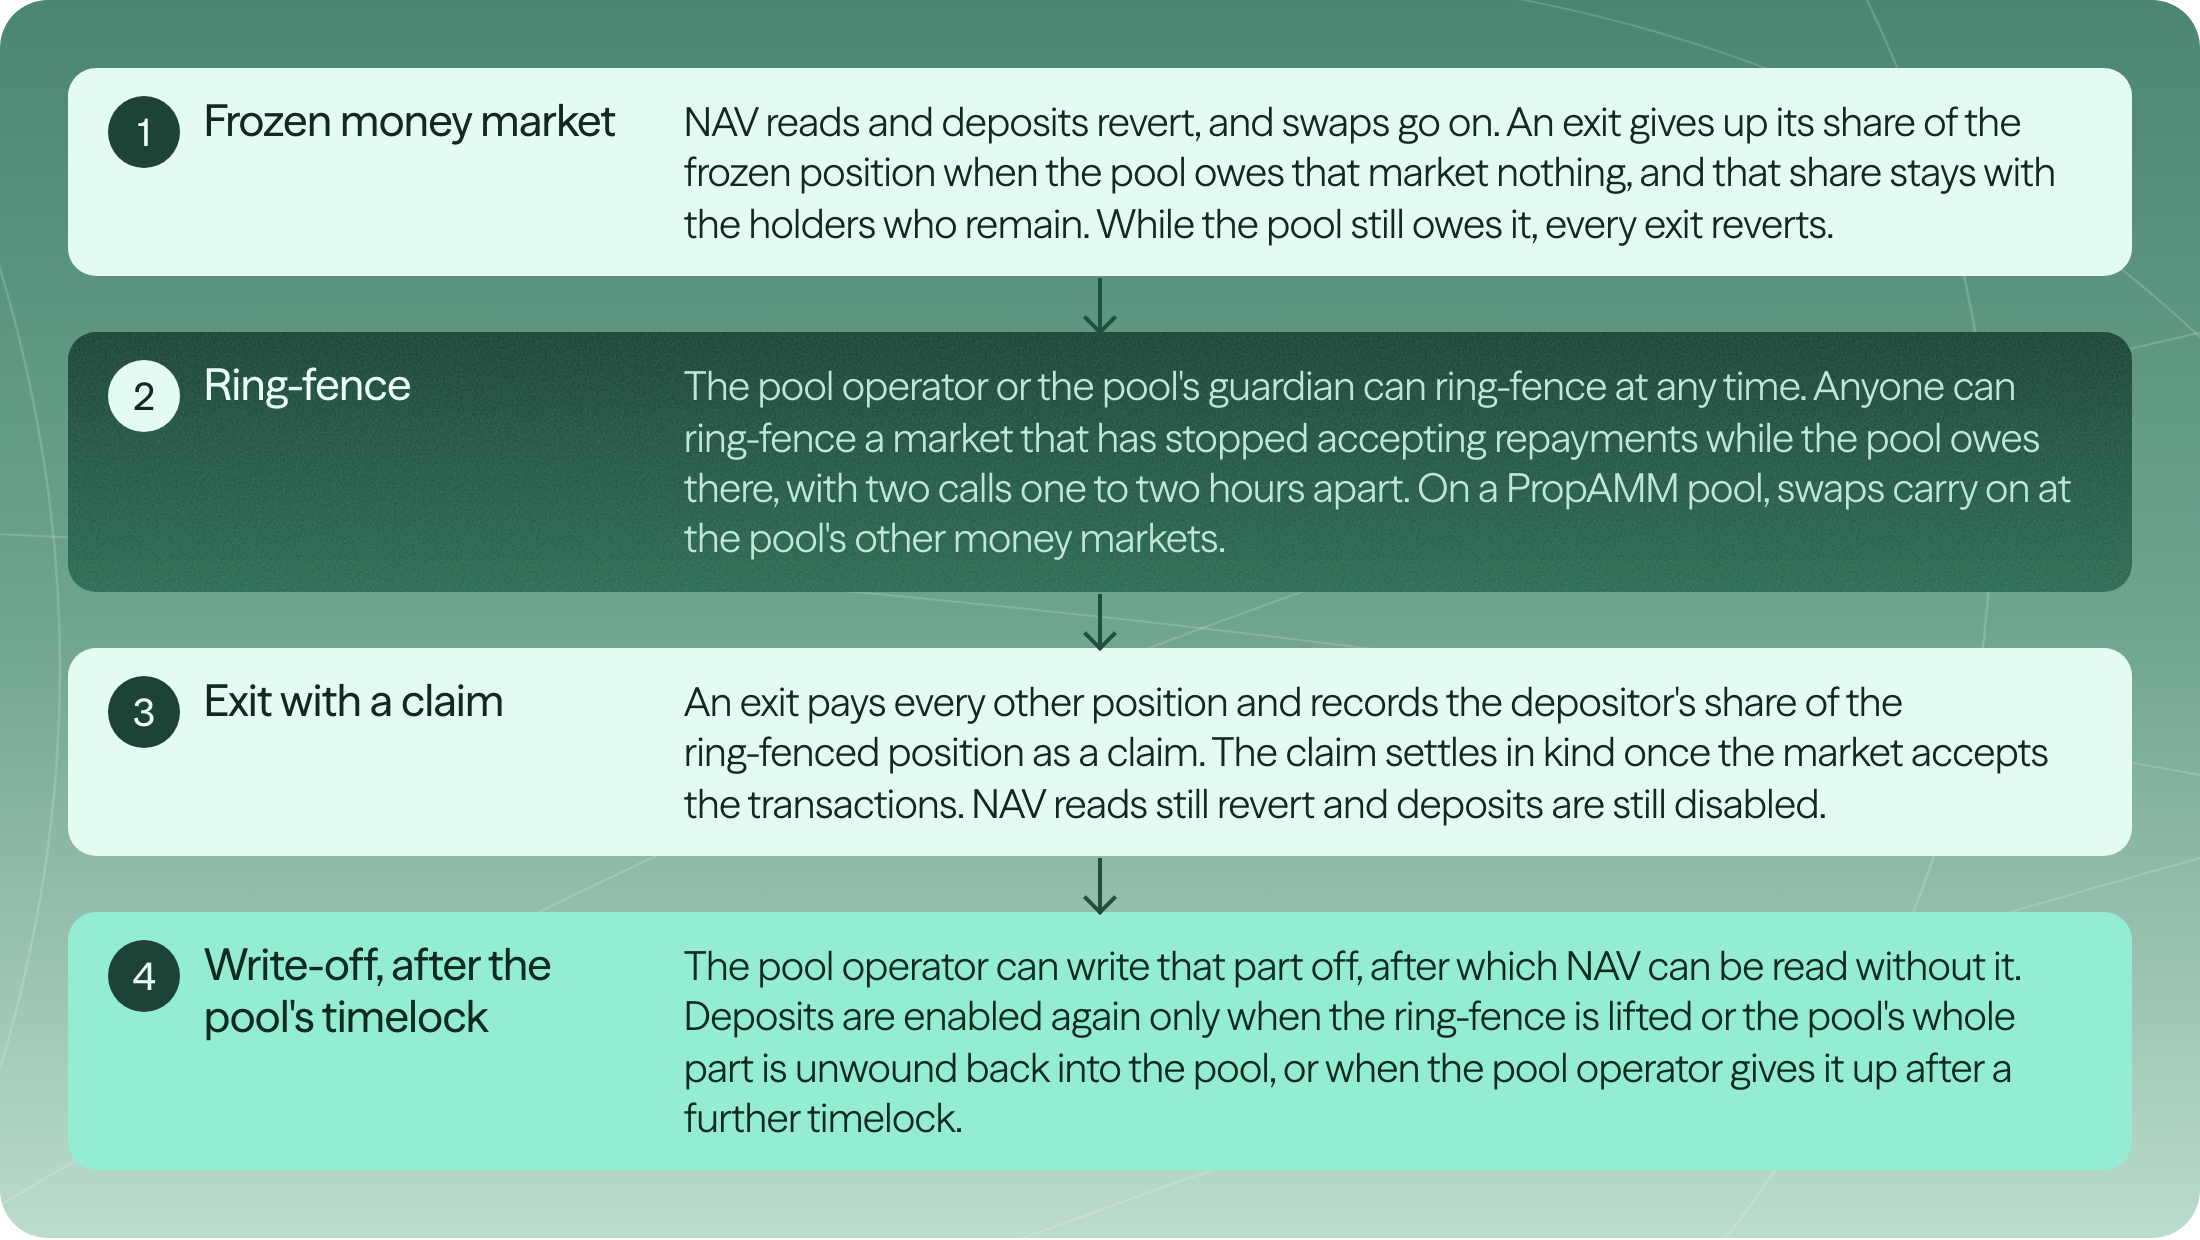 1
Frozen money market
NAV reads and deposits revert, and swaps go on. An exit gives up its share of the
frozen position when the pool owes that market nothing, and that share stays with
the holders who remain. While the pool still owes it, every exit reverts.
2
Ring-fence
The pool operator or the pool's guardian can ring-fence at any time. Anyone can
ring-fence a market that has stopped accepting repayments while the pool owes
there, with two calls one to two hours apart. On a PropAMM pool, swaps carry on at
the pool's other money markets.
3
Exit with a claim
An exit pays every other position and records the depositor's share of the
ring-fenced position as a claim. The claim settles in kind once the market accepts
the transactions. NAV reads still revert and deposits are still disabled.
4
Write-off, after the
pool's timelock
The pool operator can write that part off, after which NAV can be read without it.
Deposits are enabled again only when the ring-fence is lifted or the pool's whole
part is unwound back into the pool, or when the pool operator gives it up after a
further timelock.